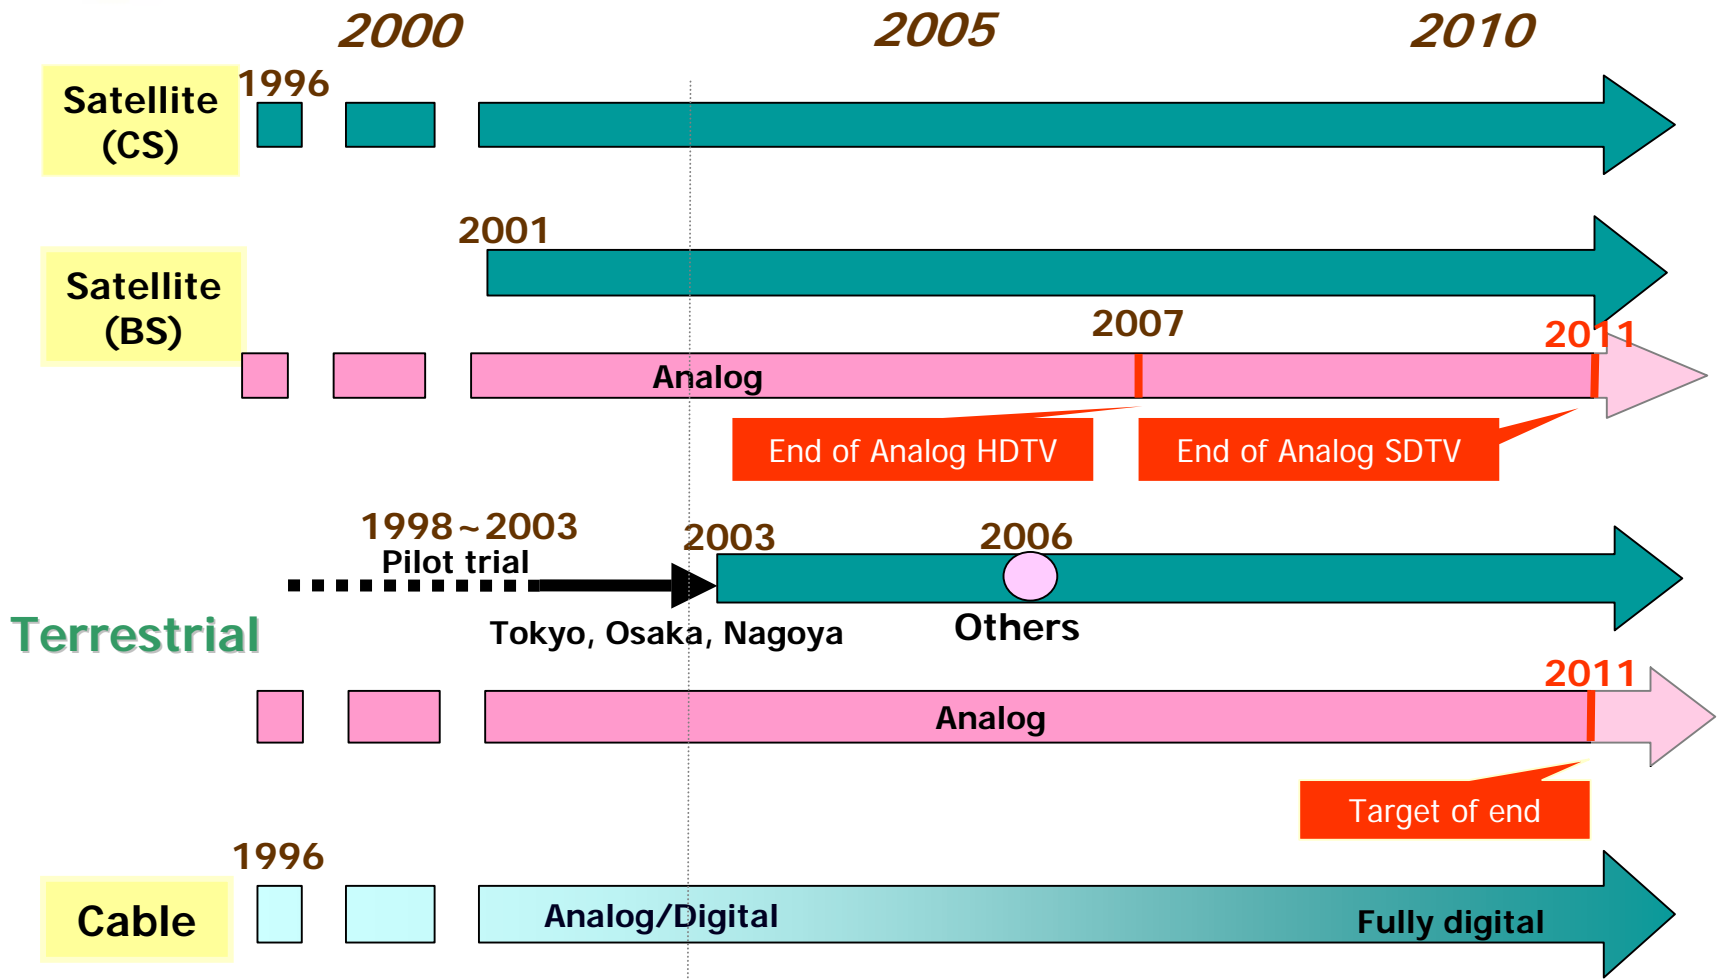 2000 2005 2010
1996
Satellite
(CS)
2001
Satellite
(BS)
2007
2011
Analog
End of Analog HDTV
End of Analog SDTV
1998~2003
Pilot trial
2003
2006
Tokyo, Osaka, Nagoya
Others
Terrestrial
2011
Analog
Target of end
1996
Cable
Analog/Digital
Fully digital